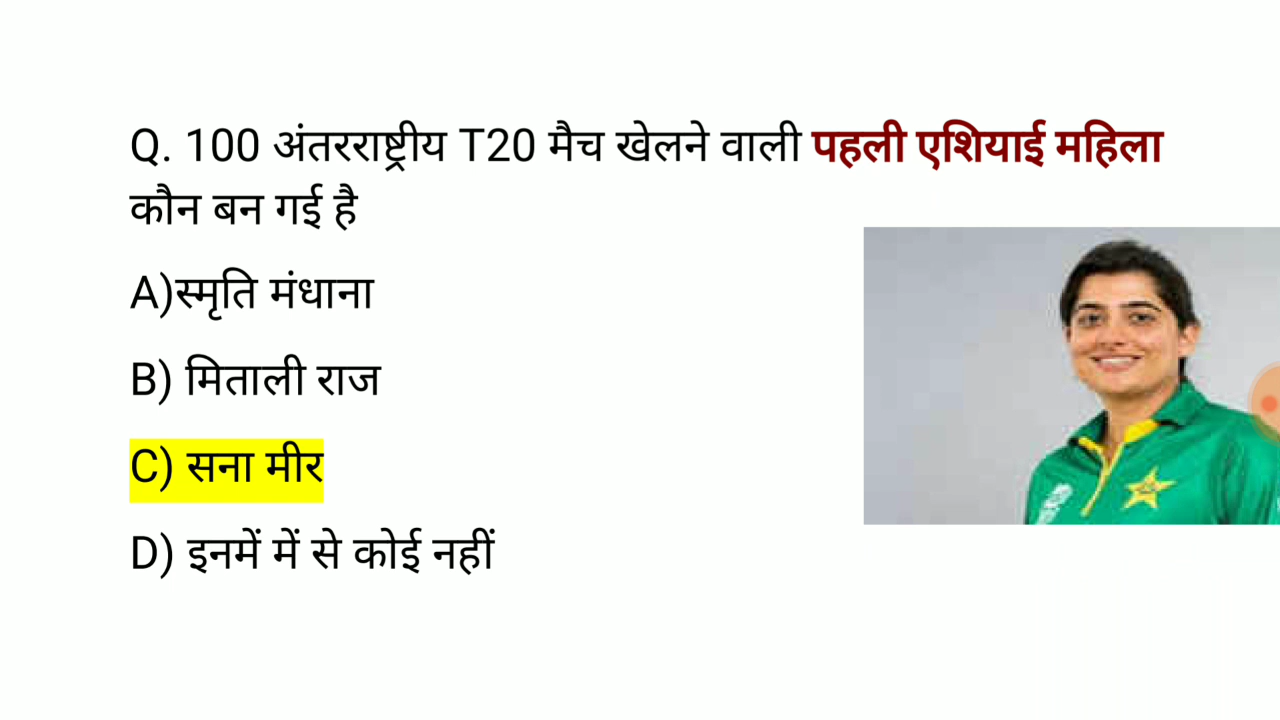 Q. 100 अंतरराष्ट्रीय T20 मैच खेलने वाली पहली एशियाई महिला
कौन बन गई है
A)स्मृति मंधाना
B) मिताली राज
C) सना मीर
D) इनमें में से कोई नहीं